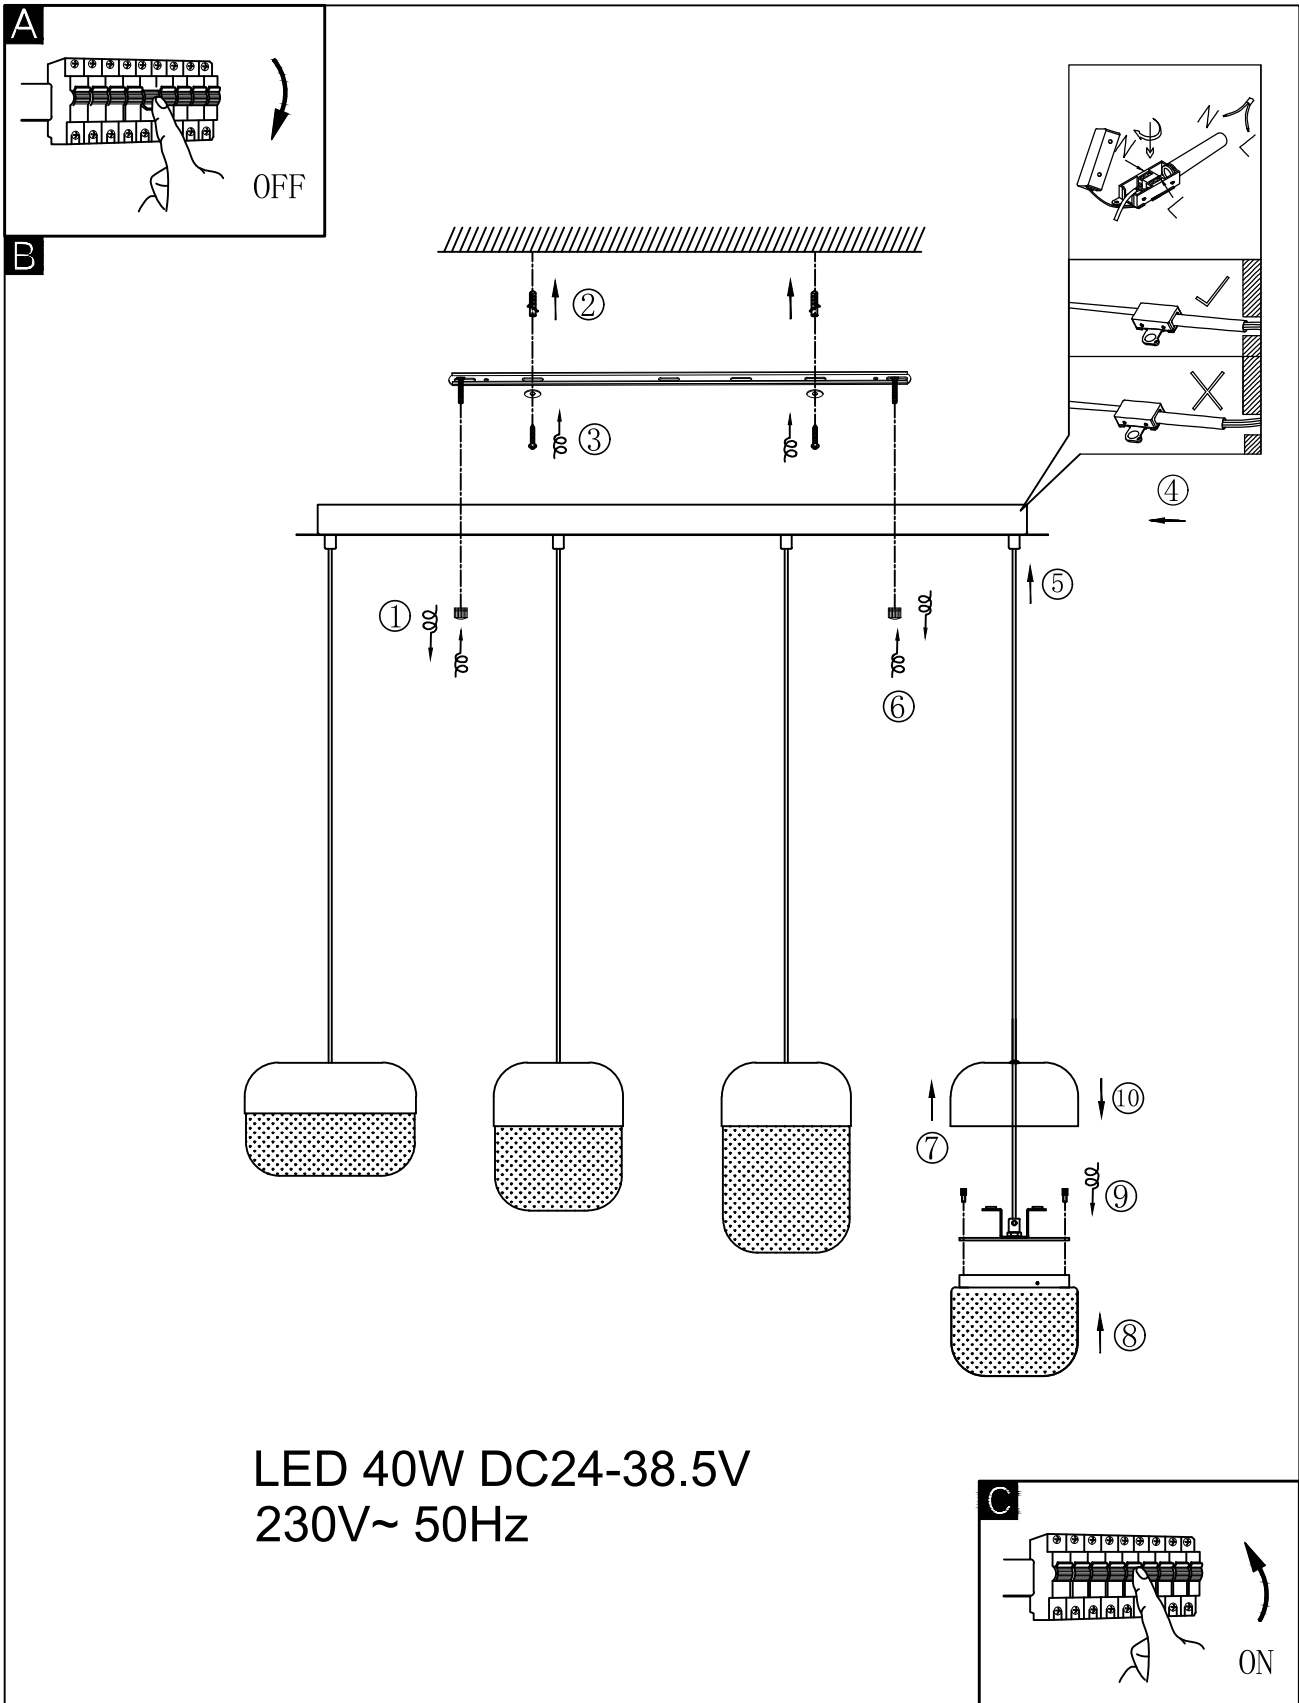 A
OFF
B
N
N
L
L
②
③
④
⑤
①
⑥
⑩
⑦
⑨
⑧
LED 40W DC24-38.5V
230V~ 50Hz
C
ON